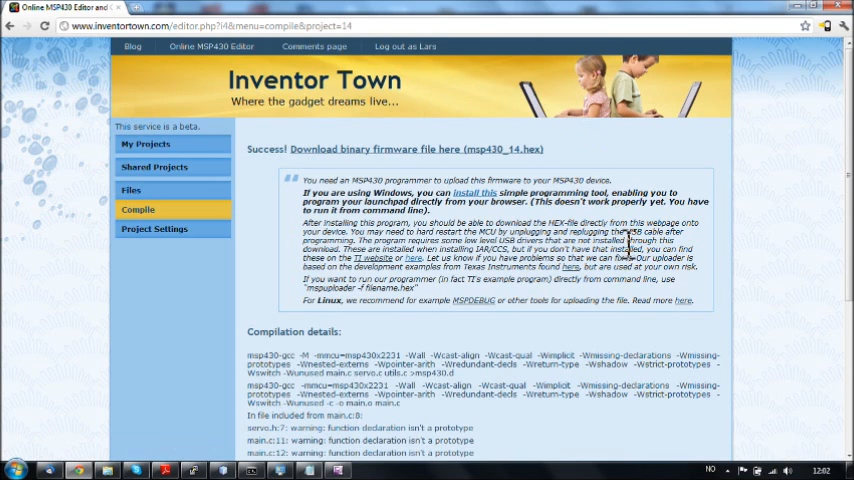 Online MSP430 Editor and C
www.inventortown.com/editor.php?i4&menu=compile&project=14
Blog Online MSP430 Editor Comments page Log out as Lars
Inventor Town
Where the gadget dreams live...
This service is a beta.
My Projects
Shared Projects
Files
Compile
Project Settings
Success! Download binary firmware file here (msp430_14.hex)
You need an MSP430 programmer to upload this firmware to your MSP430 device.
If you are using Windows, you can install this simple programming tool, enabling you to
program your launchpad directly from your browser. (This doesn't work properly yet. You have
to run it from command line).
After installing this program, you should be able to download the HEX-file directly from this webpage onto
your device. You may need to hard restart the MCU by unplugging and replugging the USB cable after
programming. The program requires some low level USB drivers that are not installed through this
download. These are installed when installing IAR/CCS, but if you don't have that installed, you can find
these on the TI website or here. Let us know if you have problems so that we can fix it. Our uploader is
based on the development examples from Texas Instruments found here, but are used at your own risk.
If you want to run our programmer (in fact TI's example program) directly from command line, use
"mspuploader -f filename.hex"
For Linux, we recommend for example MSPDEBUG or other tools for uploading the file. Read more here.
Compilation details:
msp430-gcc -M -mmcu=msp430x2231 -Wall -Wcast-align -Wcast-qual -Wimplicit -Wmissing-declarations -Wmissing-
prototypes -Wnested-externs -Wpointer-arith -Wredundant-decls -Wreturn-type -Wshadow -Wstrict-prototypes -
Wswitch -Wunused main.c servo.c utils.c >msp430.d
msp430-gcc -mmcu=msp430x2231 -Wall -Wcast-align -Wcast-qual -Wimplicit -Wmissing-declarations -Wmissing-
prototypes -Wnested-externs -Wpointer-arith -Wredundant-decls -Wreturn-type -Wshadow -Wstrict-prototypes -
Wswitch -Wunused -c -o main.o main.c
In file included from main.c:8:
servo.h:7: warning: function declaration isn't a prototype
main.c:11: warning: function declaration isn't a prototype
main.c:12: warning: function declaration isn't a prototype
NO 12:02